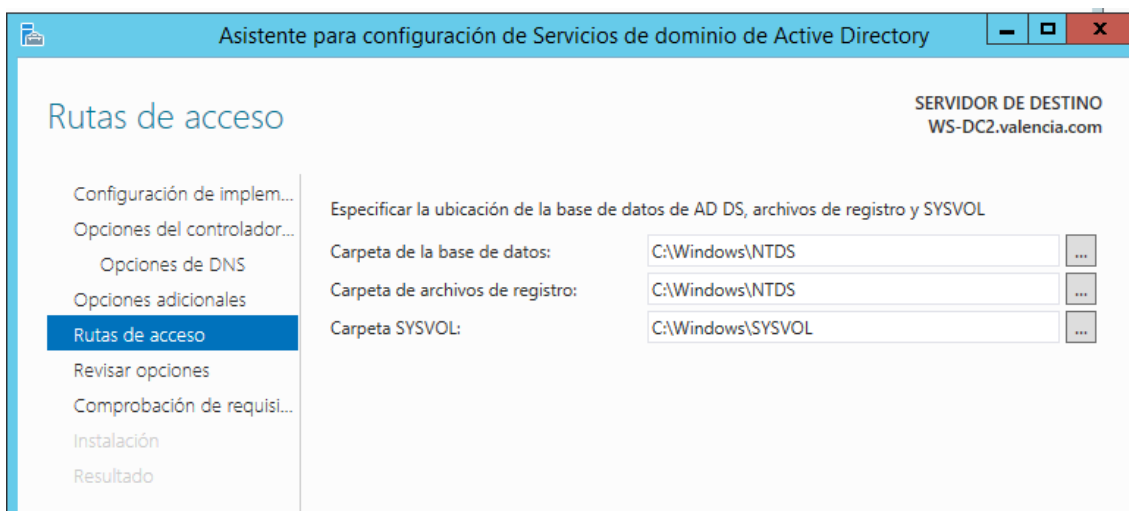 Asistente para configuración de Servicios de dominio de Active Directory
Rutas de acceso
SERVIDOR DE DESTINO
WS-DC2.valencia.com
Configuración de implem...
Opciones del controlador...
Opciones de DNS
Opciones adicionales
Rutas de acceso
Revisar opciones
Comprobación de requisi...
Instalación
Resultado
Especificar la ubicación de la base de datos de AD DS, archivos de registro y SYSVOL
Carpeta de la base de datos: C:\Windows\NTDS ...
Carpeta de archivos de registro: C:\Windows\NTDS ...
Carpeta SYSVOL: C:\Windows\SYSVOL ...